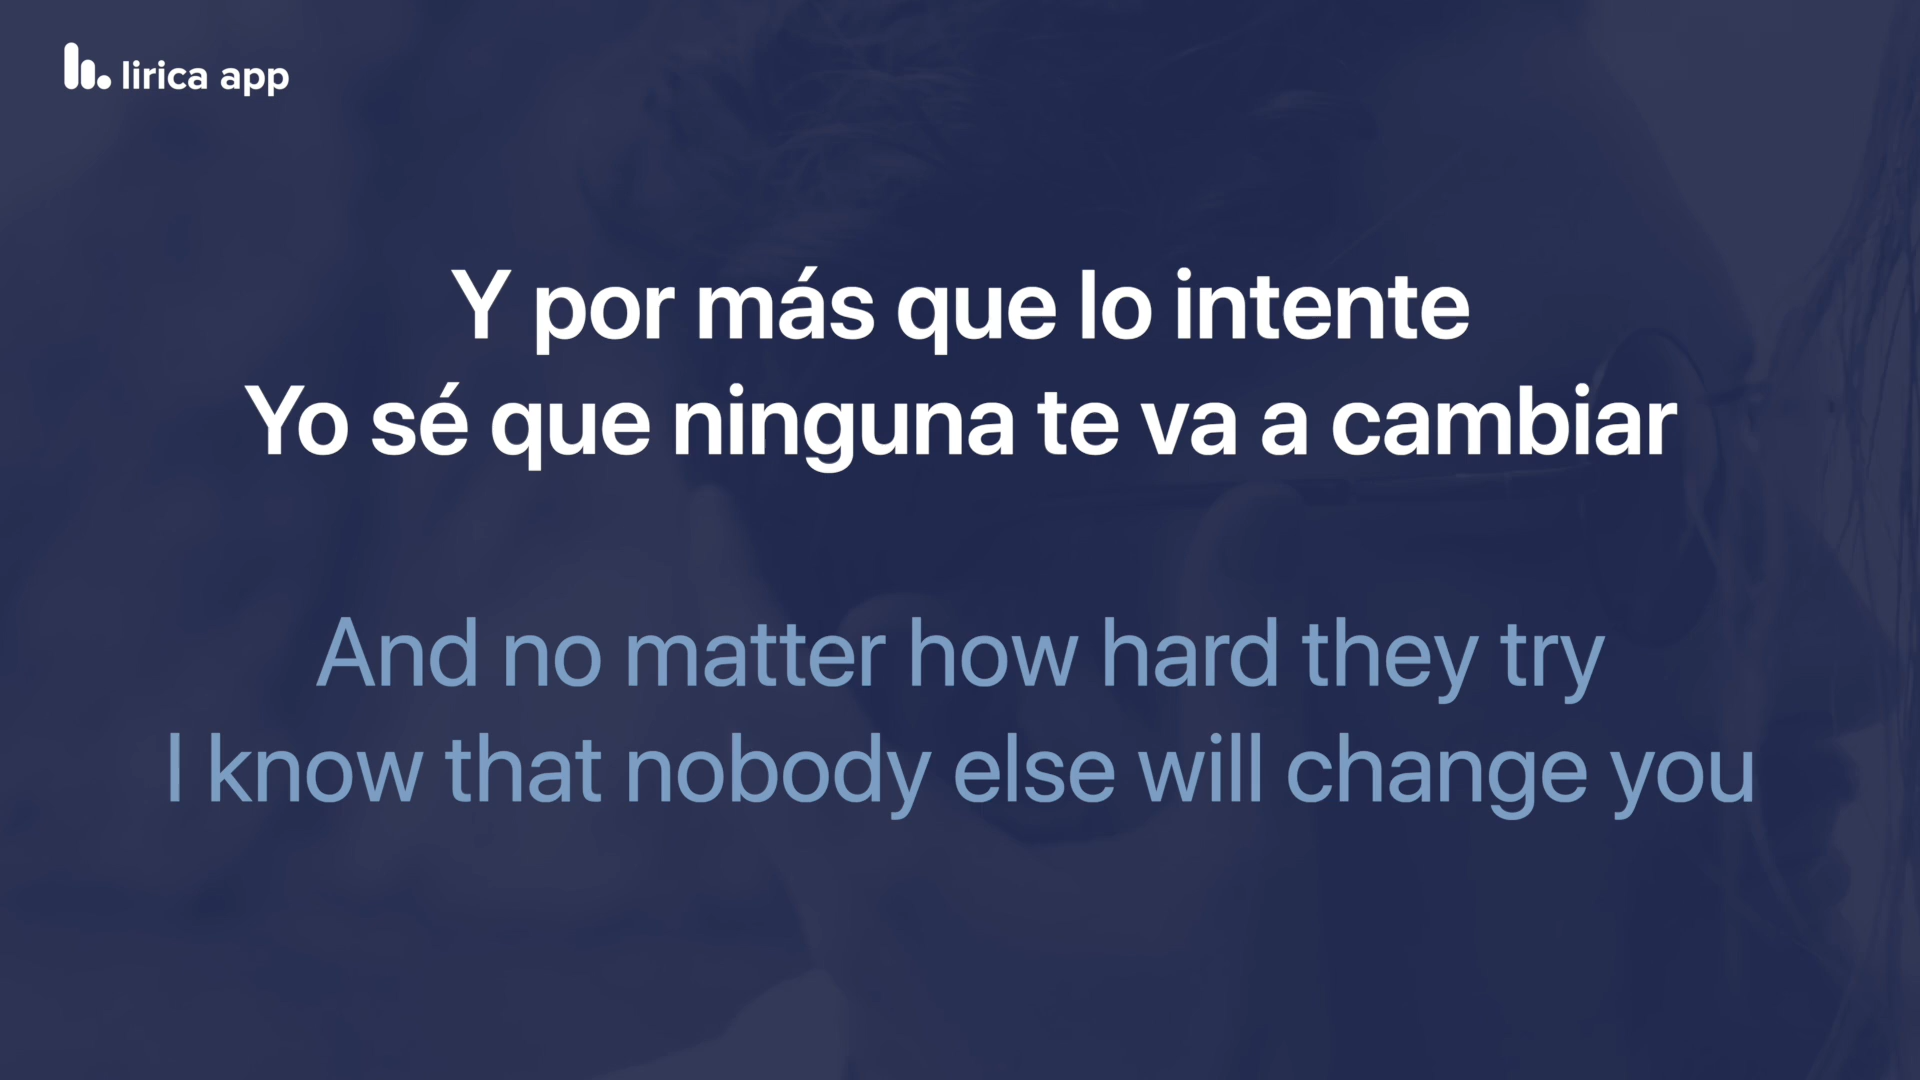 lirica app
Y por más que lo intente
Yo sé que ninguna te va a cambiar
And no matter how hard they try
I know that nobody else will change you